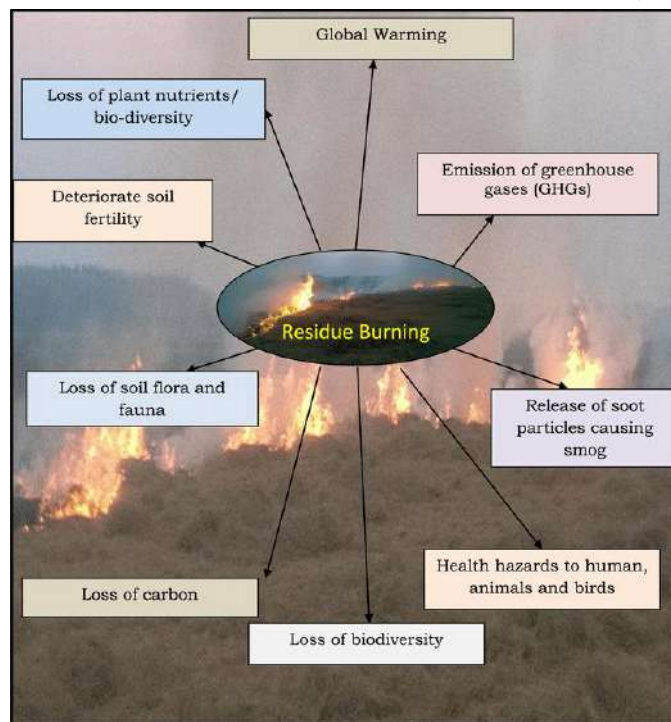 Global Warming
Loss of plant nutrients/
bio-diversity
Emission of greenhouse
gases (GHGs)
Deteriorate soil
fertility
Residue Burning
Loss of soil flora and
fauna
Release of soot
particles causing
smog
Health hazards to human,
animals and birds
Loss of carbon
Loss of biodiversity